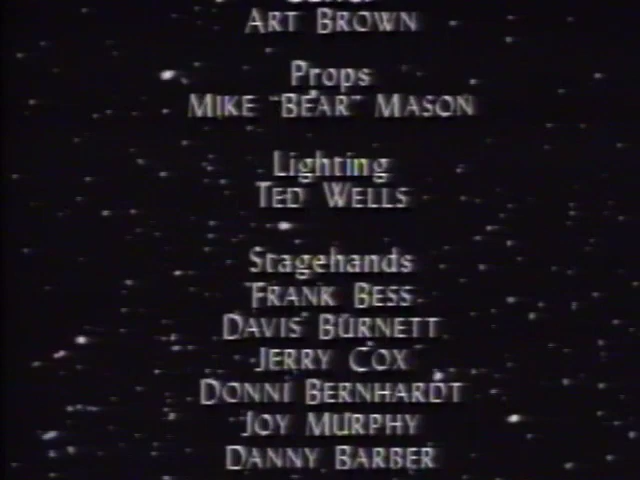 ART BROWN
Props
MIKE "BEAR" MASON
Lighting
TED WELLS
Stagehands
FRANK BESS
DAVIS BURNETT
JERRY COX
DONNI BERNHARDT
JOY MURPHY
DANNY BARBER